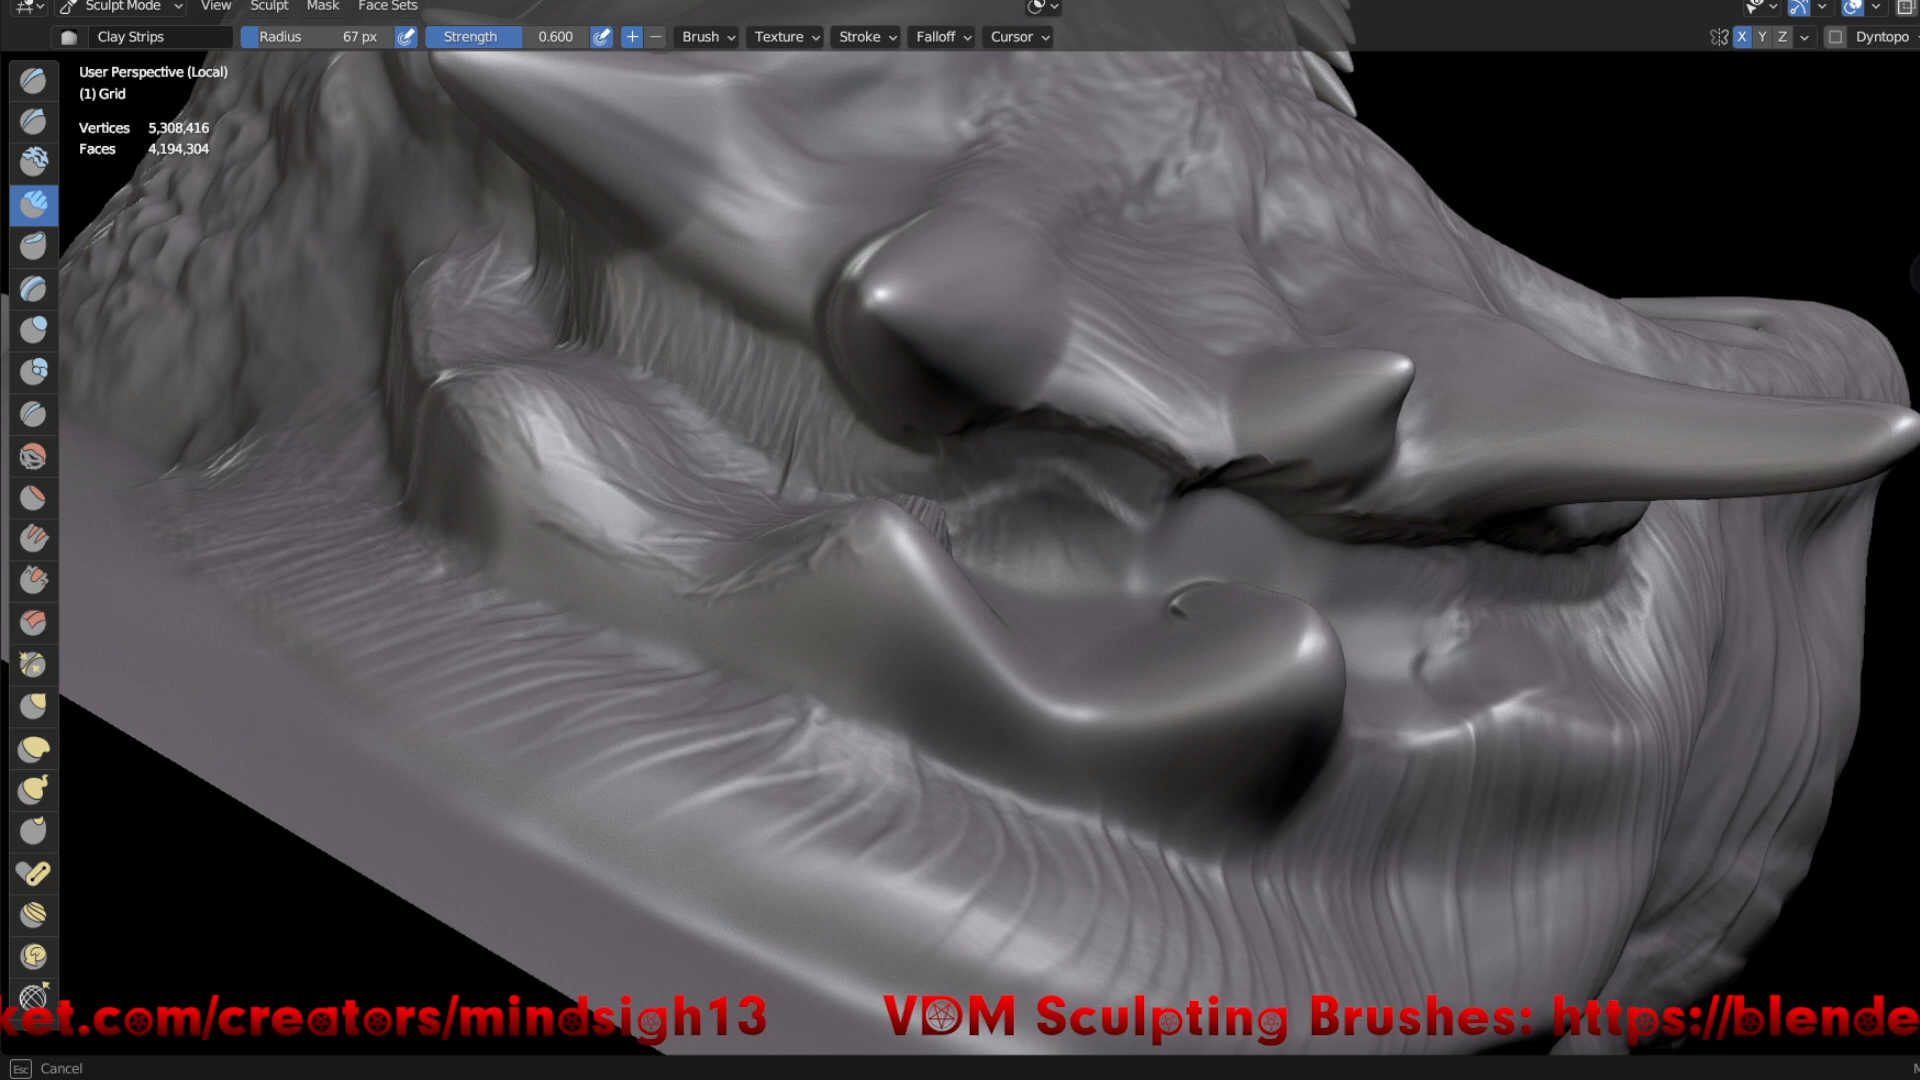 Sculpt Mode View Sculpt Mask Face Sets
Clay Strips Radius 67 px Strength 0.600 + − Brush Texture Stroke Falloff Cursor X Y Z Dyntopo
User Perspective (Local)
(1) Grid
Vertices 5,308,416
Faces 4,194,304
ket.com/creators/mindsigh13 VDM Sculpting Brushes: https://blende
Esc Cancel